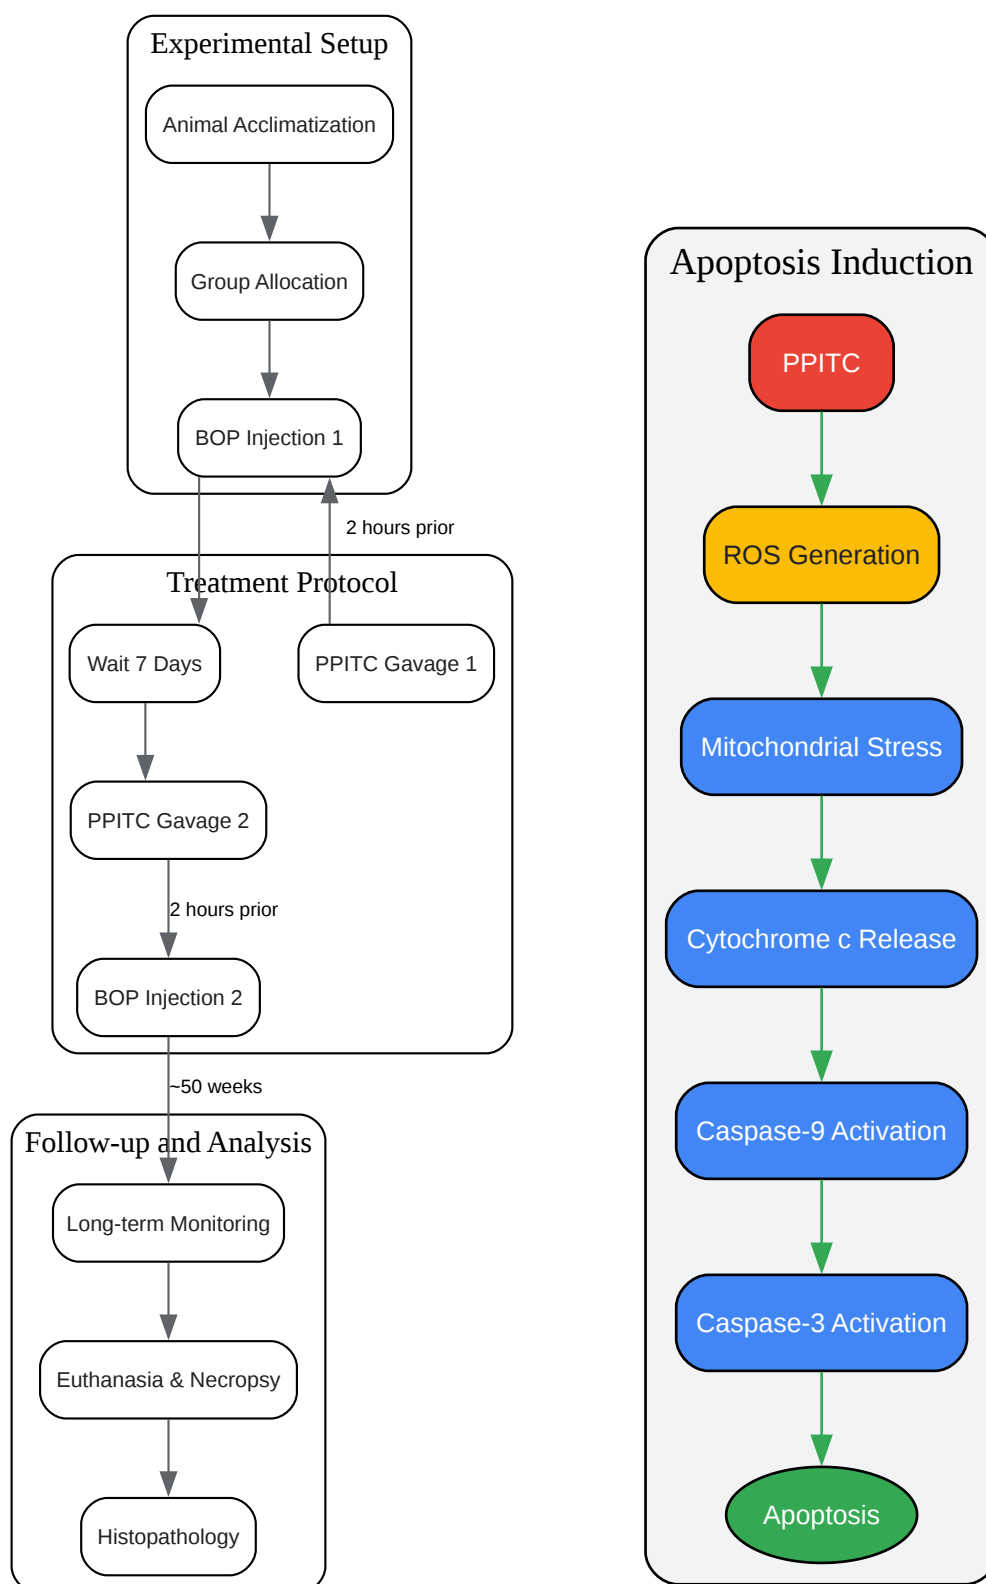 Experimental Setup
Animal Acclimatization
Group Allocation
BOP Injection 1
2 hours prior
Treatment Protocol
Wait 7 Days
PPITC Gavage 1
PPITC Gavage 2
2 hours prior
BOP Injection 2
~50 weeks
Follow-up and Analysis
Long-term Monitoring
Euthanasia & Necropsy
Histopathology
Apoptosis Induction
PPITC
ROS Generation
Mitochondrial Stress
Cytochrome c Release
Caspase-9 Activation
Caspase-3 Activation
Apoptosis